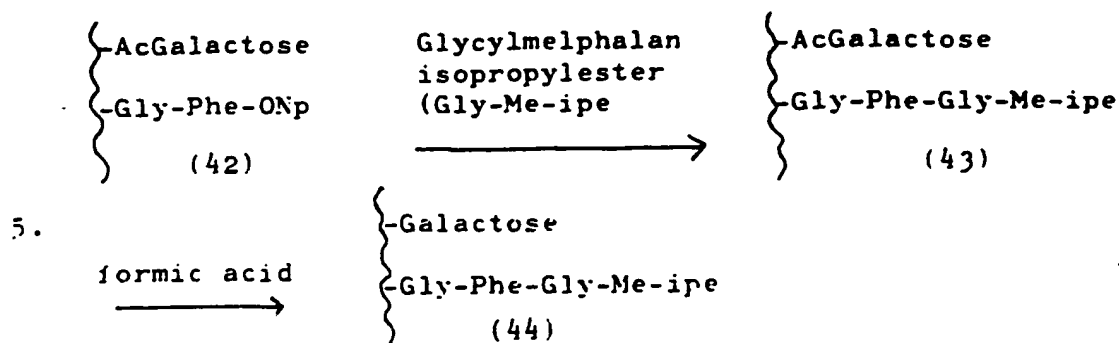 AcGalactose
Gly-Phe-ONp
(42)
Glycylmelphalan
isopropylester
(Gly-Me-ipe
AcGalactose
Gly-Phe-Gly-Me-ipe
(43)
5.
formic acid
Galactose
Gly-Phe-Gly-Me-ipe
(44)